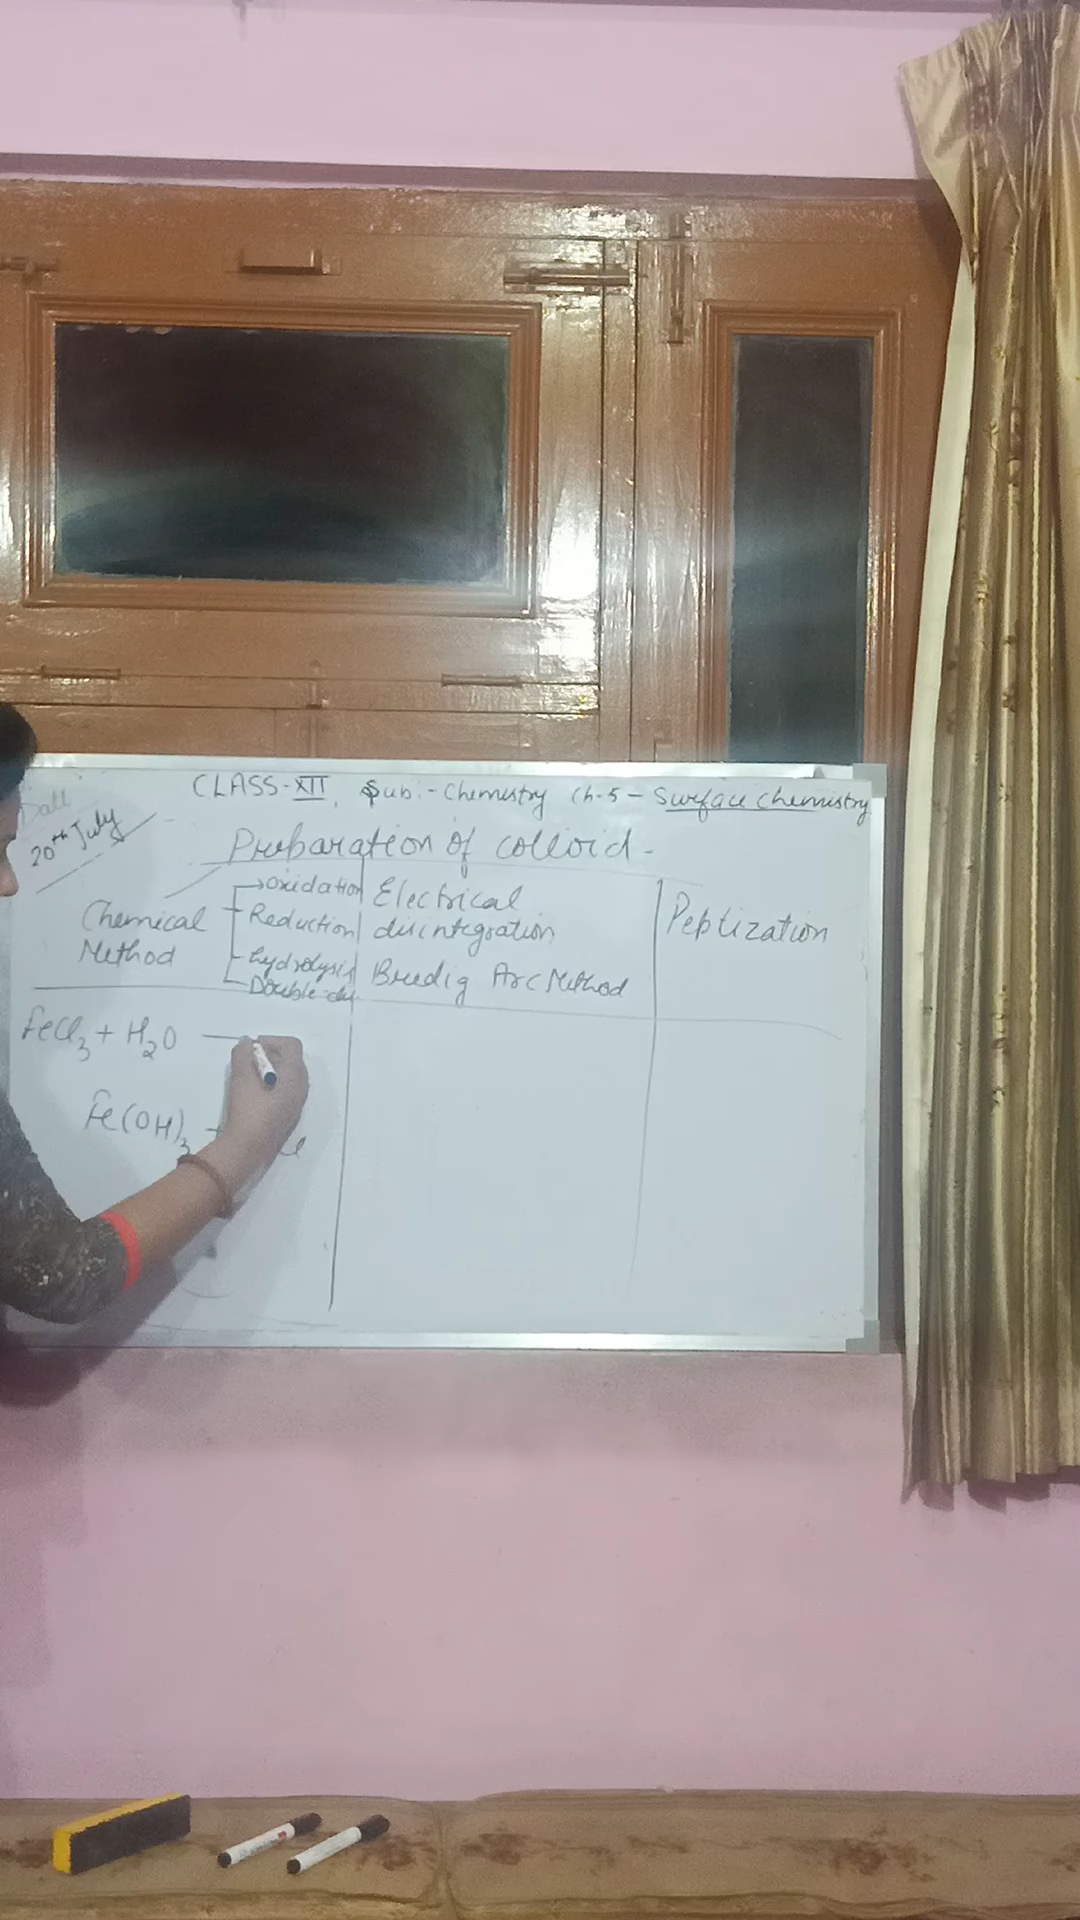 CLASS-XII, Sub:- Chemistry Ch-5- Surface Chemistry
20th July
Preparation of colloid-
Chemical Method
→Oxidation
Reduction
Hydrolysis
Double
Electrical
disintegration
Bredig Arc Method
Peptization
FeCl3 + H2O
Fe(OH)3 +